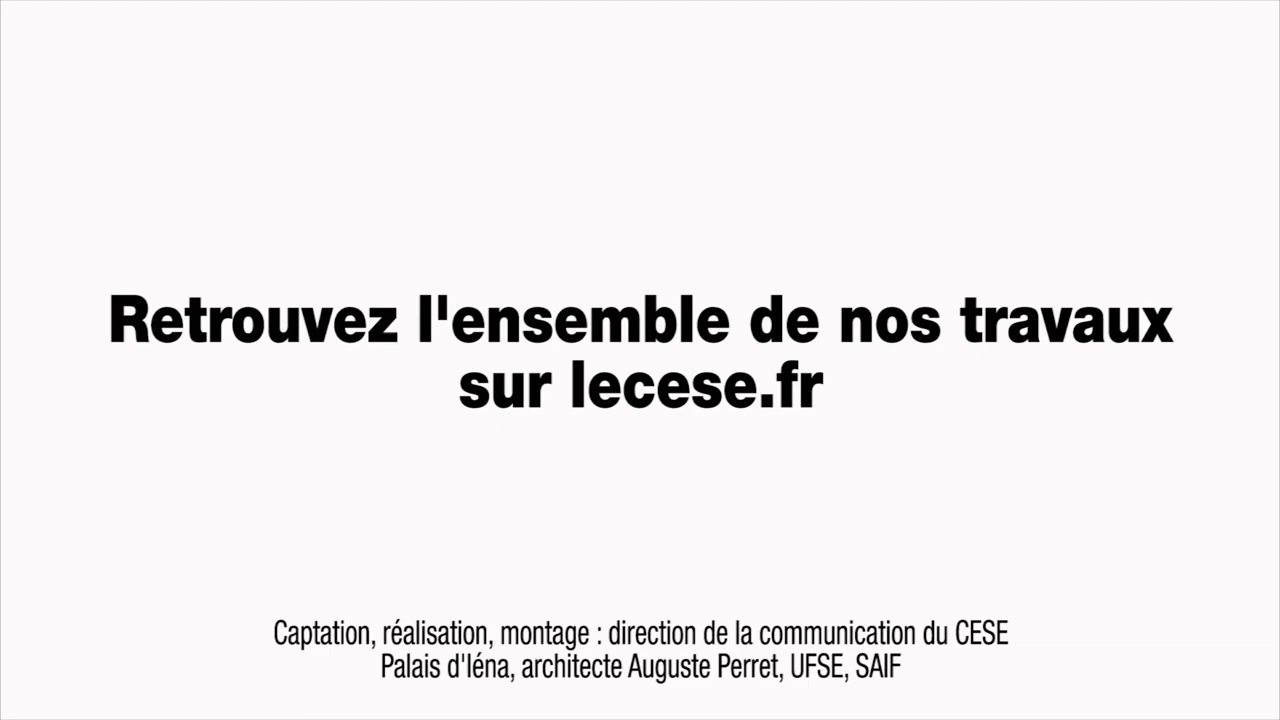 Retrouvez l'ensemble de nos travaux
sur lecese.fr
Captation, réalisation, montage : direction de la communication du CESE
Palais d'Iéna, architecte Auguste Perret, UFSE, SAIF